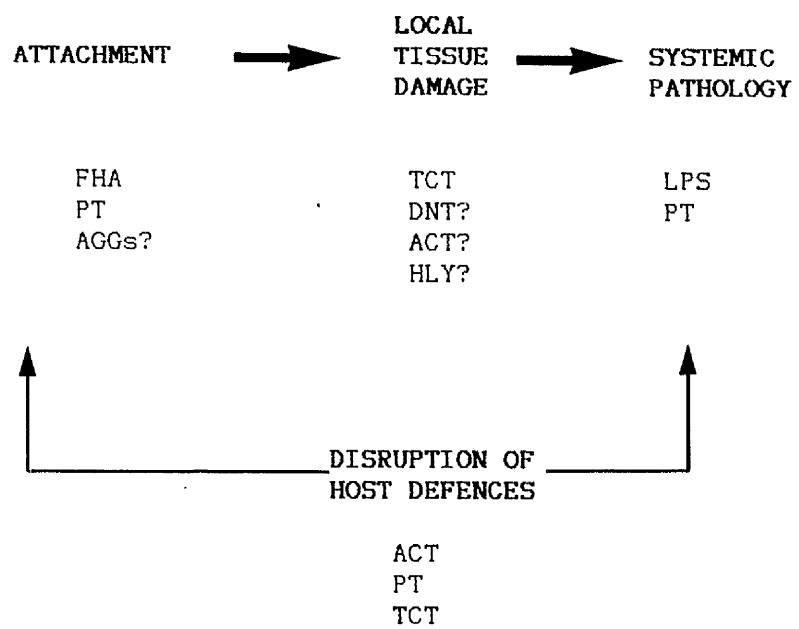 ATTACHMENT
LOCAL
TISSUE
DAMAGE
SYSTEMIC
PATHOLOGY
FHA
PT
AGGs?
TCT
DNT?
ACT?
HLY?
LPS
PT
DISRUPTION OF
HOST DEFENCES
ACT
PT
TCT